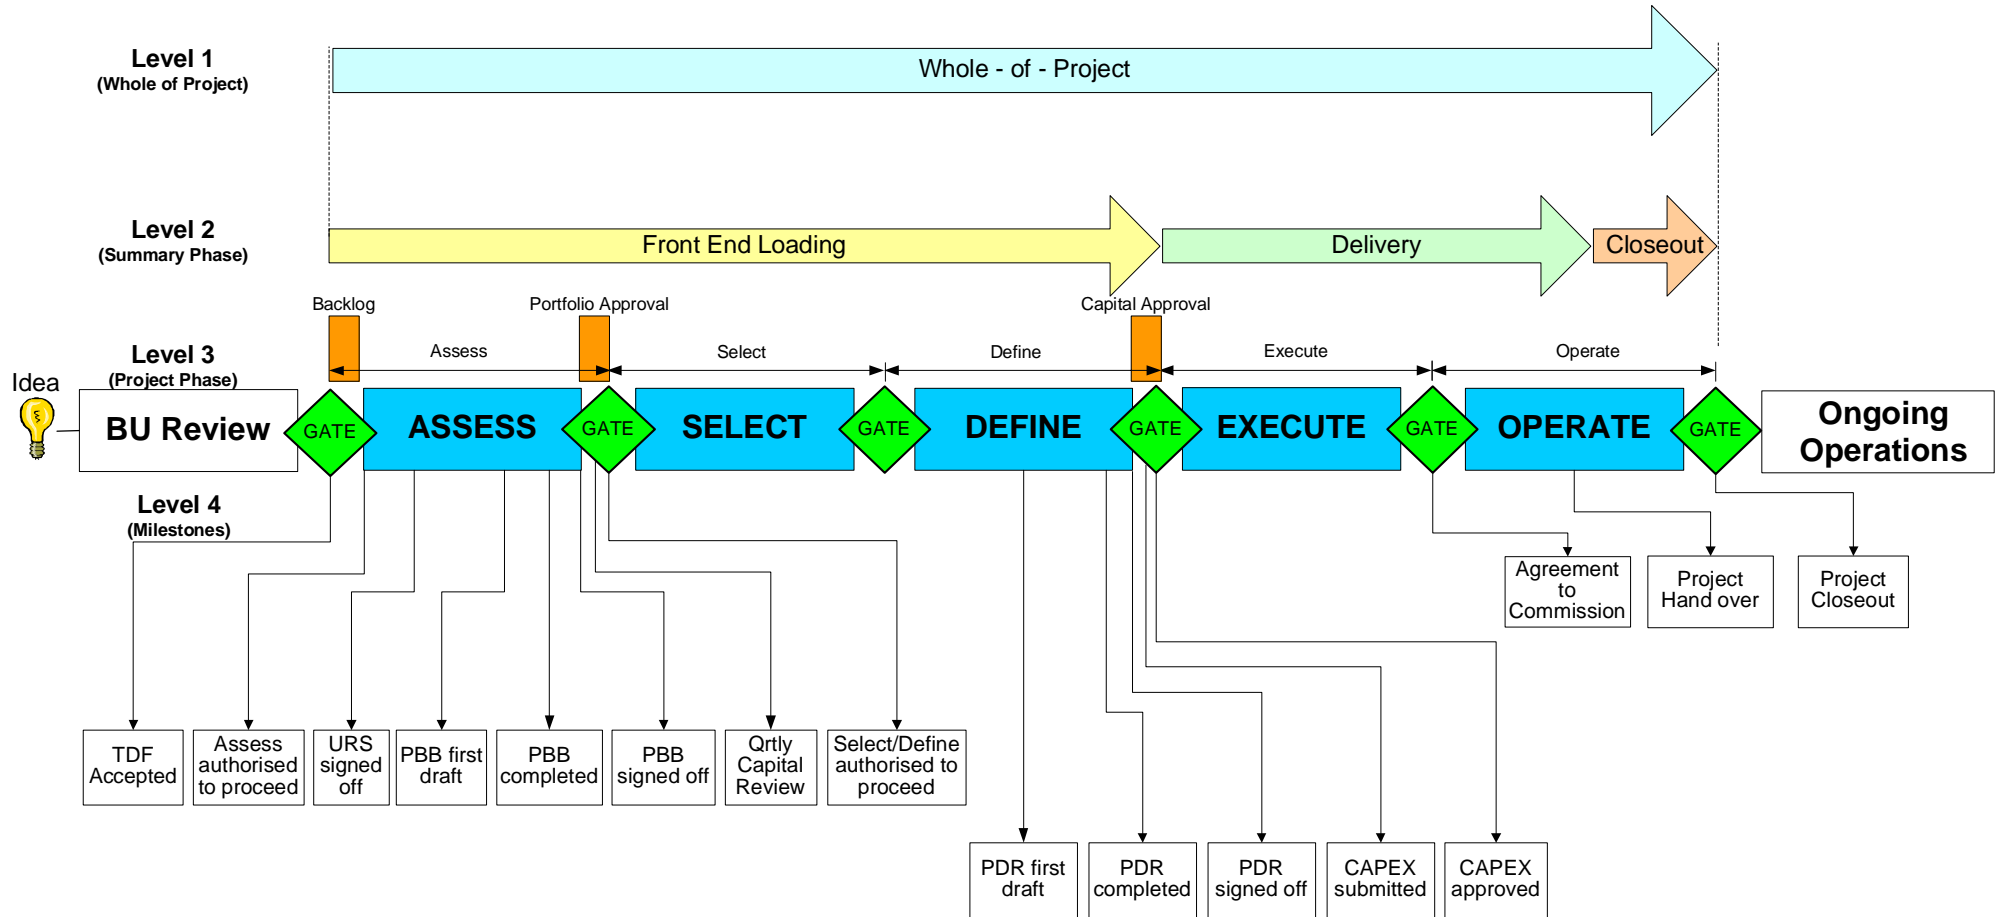 Level 1
(Whole of Project)
Whole - of - Project
Level 2
(Summary Phase)
Front End Loading
Delivery
Closeout
Backlog
Portfolio Approval
Capital Approval
Level 3
(Project Phase)
Assess
Select
Define
Execute
Operate
Idea
BU Review
GATE
ASSESS
GATE
SELECT
GATE
DEFINE
GATE
EXECUTE
GATE
OPERATE
GATE
Ongoing
Operations
Level 4
(Milestones)
Agreement
to
Commission
Project
Hand over
Project
Closeout
TDF
Accepted
Assess
authorised
to proceed
URS
signed
off
PBB first
draft
PBB
completed
PBB
signed off
Qrtly
Capital
Review
Select/Define
authorised to
proceed
PDR first
draft
PDR
completed
PDR
signed off
CAPEX
submitted
CAPEX
approved